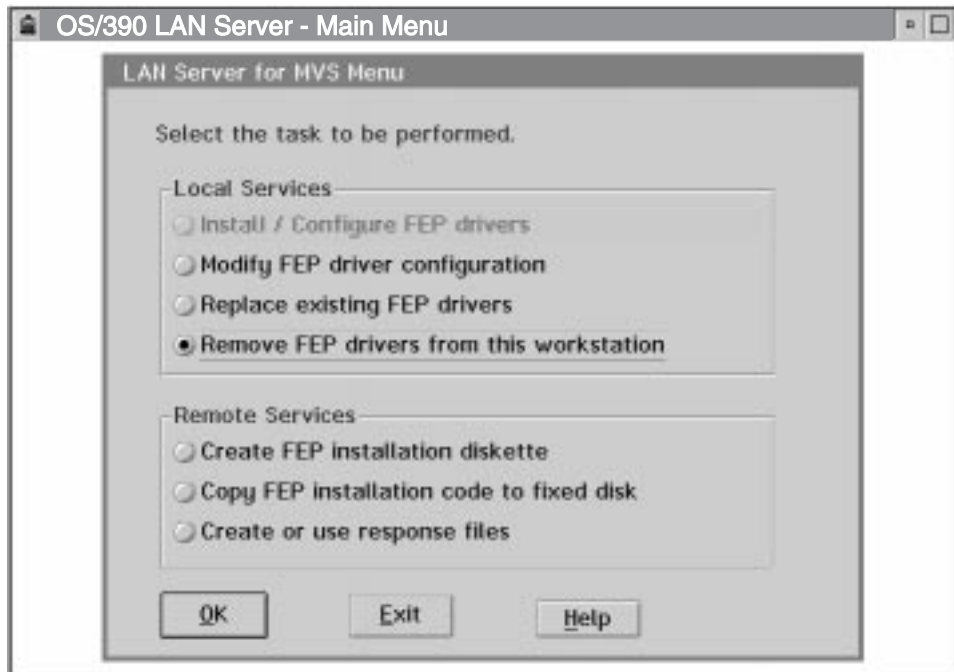 OS/390 LAN Server - Main Menu
LAN Server for MVS Menu
Select the task to be performed.
Local Services
Install / Configure FEP drivers
Modify FEP driver configuration
Replace existing FEP drivers
Remove FEP drivers from this workstation
Remote Services
Create FEP installation diskette
Copy FEP installation code to fixed disk
Create or use response files
OK
Exit
Help